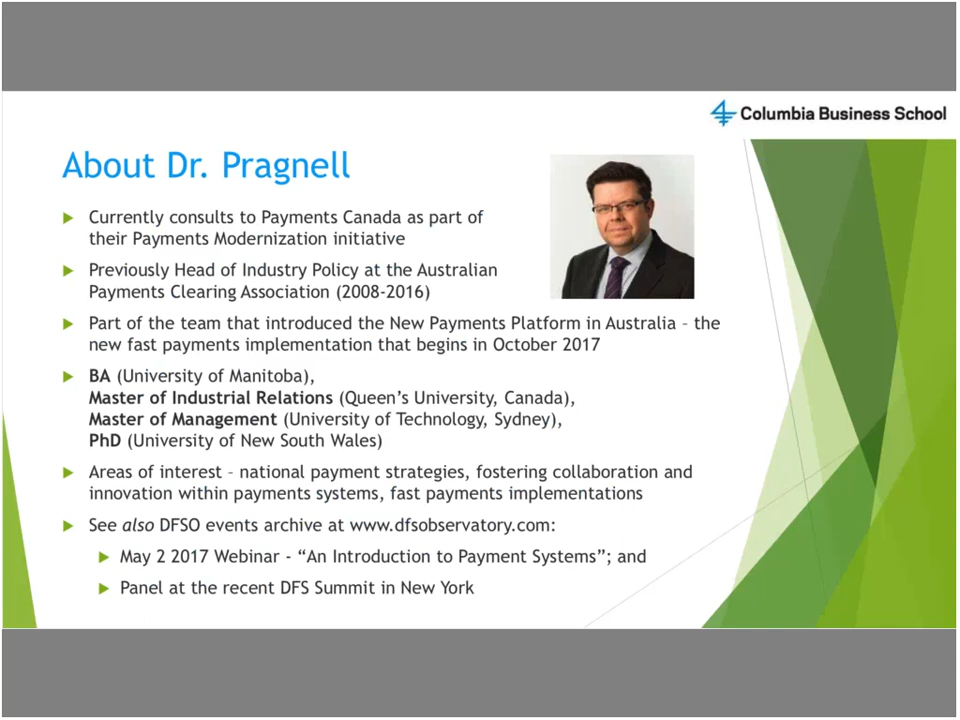 Columbia Business School
About Dr. Pragnell
Currently consults to Payments Canada as part of
their Payments Modernization initiative
Previously Head of Industry Policy at the Australian
Payments Clearing Association (2008-2016)
Part of the team that introduced the New Payments Platform in Australia – the
new fast payments implementation that begins in October 2017
BA (University of Manitoba),
Master of Industrial Relations (Queen's University, Canada),
Master of Management (University of Technology, Sydney),
PhD (University of New South Wales)
Areas of interest – national payment strategies, fostering collaboration and
innovation within payments systems, fast payments implementations
See also DFSO events archive at www.dfsobservatory.com:
May 2 2017 Webinar - “An Introduction to Payment Systems”; and
Panel at the recent DFS Summit in New York